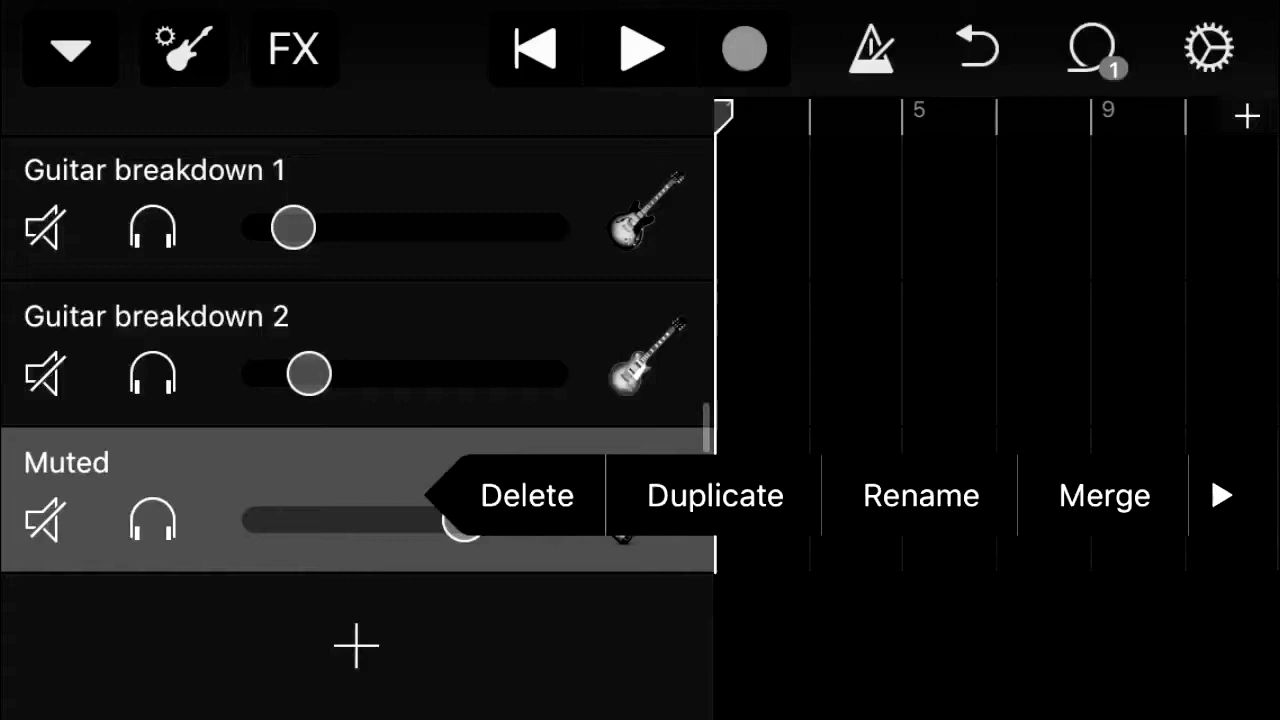 FX
1
5
9
Guitar breakdown 1
Guitar breakdown 2
Muted
Delete
Duplicate
Rename
Merge